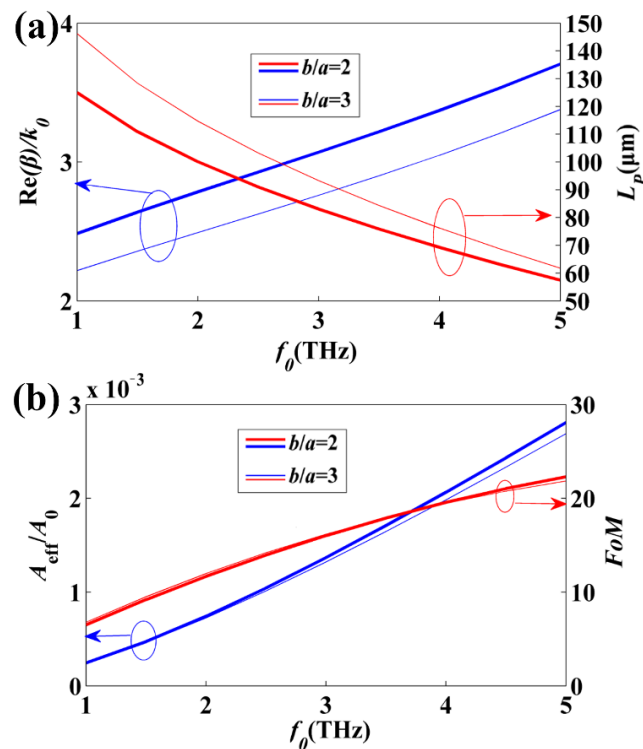 (a)
4
3
2
Re(β)/k0
b/a=2
b/a=3
150
140
130
120
110
100
90
80
70
60
50
Lp(μm)
1 2 3 4 5
f0(THz)
(b)
x 10-3
3
2
1
0
Aeff/A0
b/a=2
b/a=3
30
20
10
0
FoM
1 2 3 4 5
f0(THz)